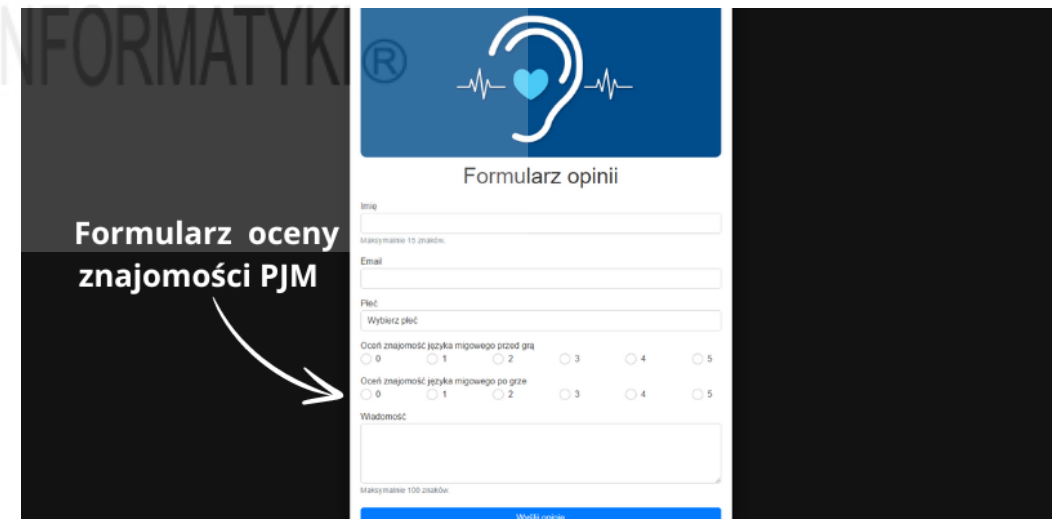 NFORMATYKI®
Formularz opinii
Imię
Maksymalnie 15 znaków.
Email
Płeć
Wybierz płeć
Oceń znajomość języka migowego przed grą
0 1 2 3 4 5
Oceń znajomość języka migowego po grze
0 1 2 3 4 5
Wiadomość
Maksymalnie 100 znaków.
Wyślij opinię
Formularz oceny
znajomości PJM